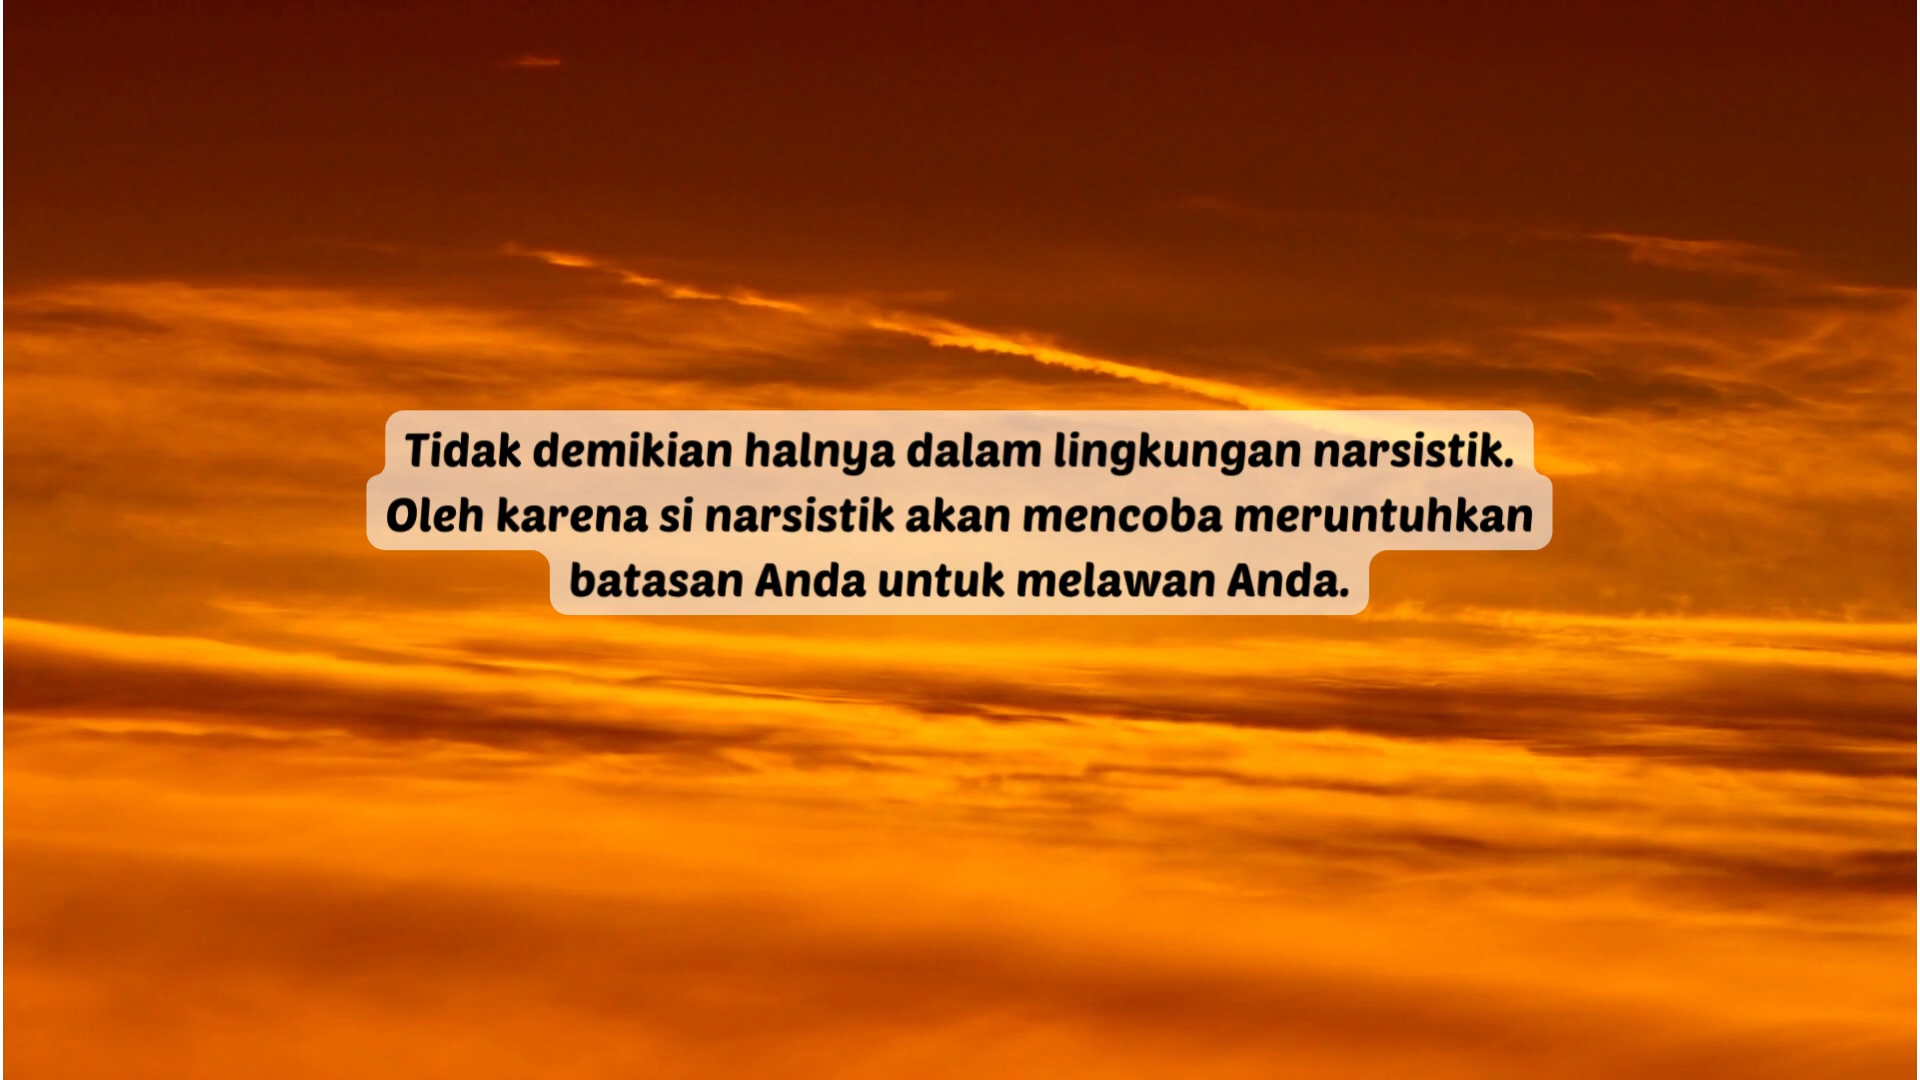 Tidak demikian halnya dalam lingkungan narsistik.
Oleh karena si narsistik akan mencoba meruntuhkan
batasan Anda untuk melawan Anda.